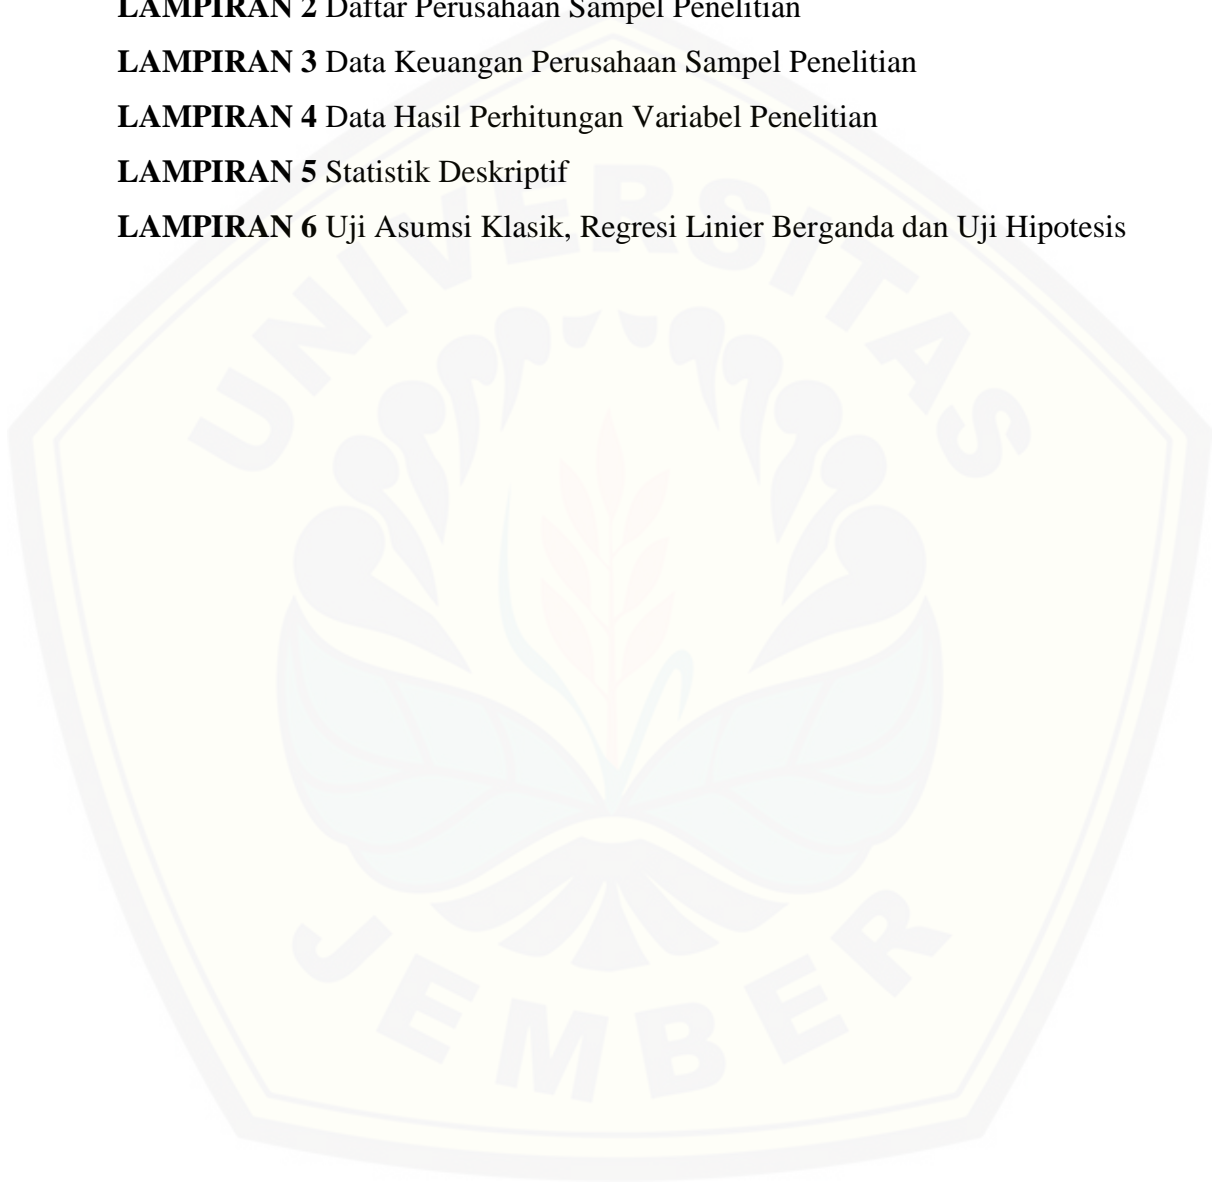 LAMPIRAN 2 Daftar Perusahaan Sampel Penelitian
LAMPIRAN 3 Data Keuangan Perusahaan Sampel Penelitian
LAMPIRAN 4 Data Hasil Perhitungan Variabel Penelitian
LAMPIRAN 5 Statistik Deskriptif
LAMPIRAN 6 Uji Asumsi Klasik, Regresi Linier Berganda dan Uji Hipotesis
UNIVERSITAS
JEMBER